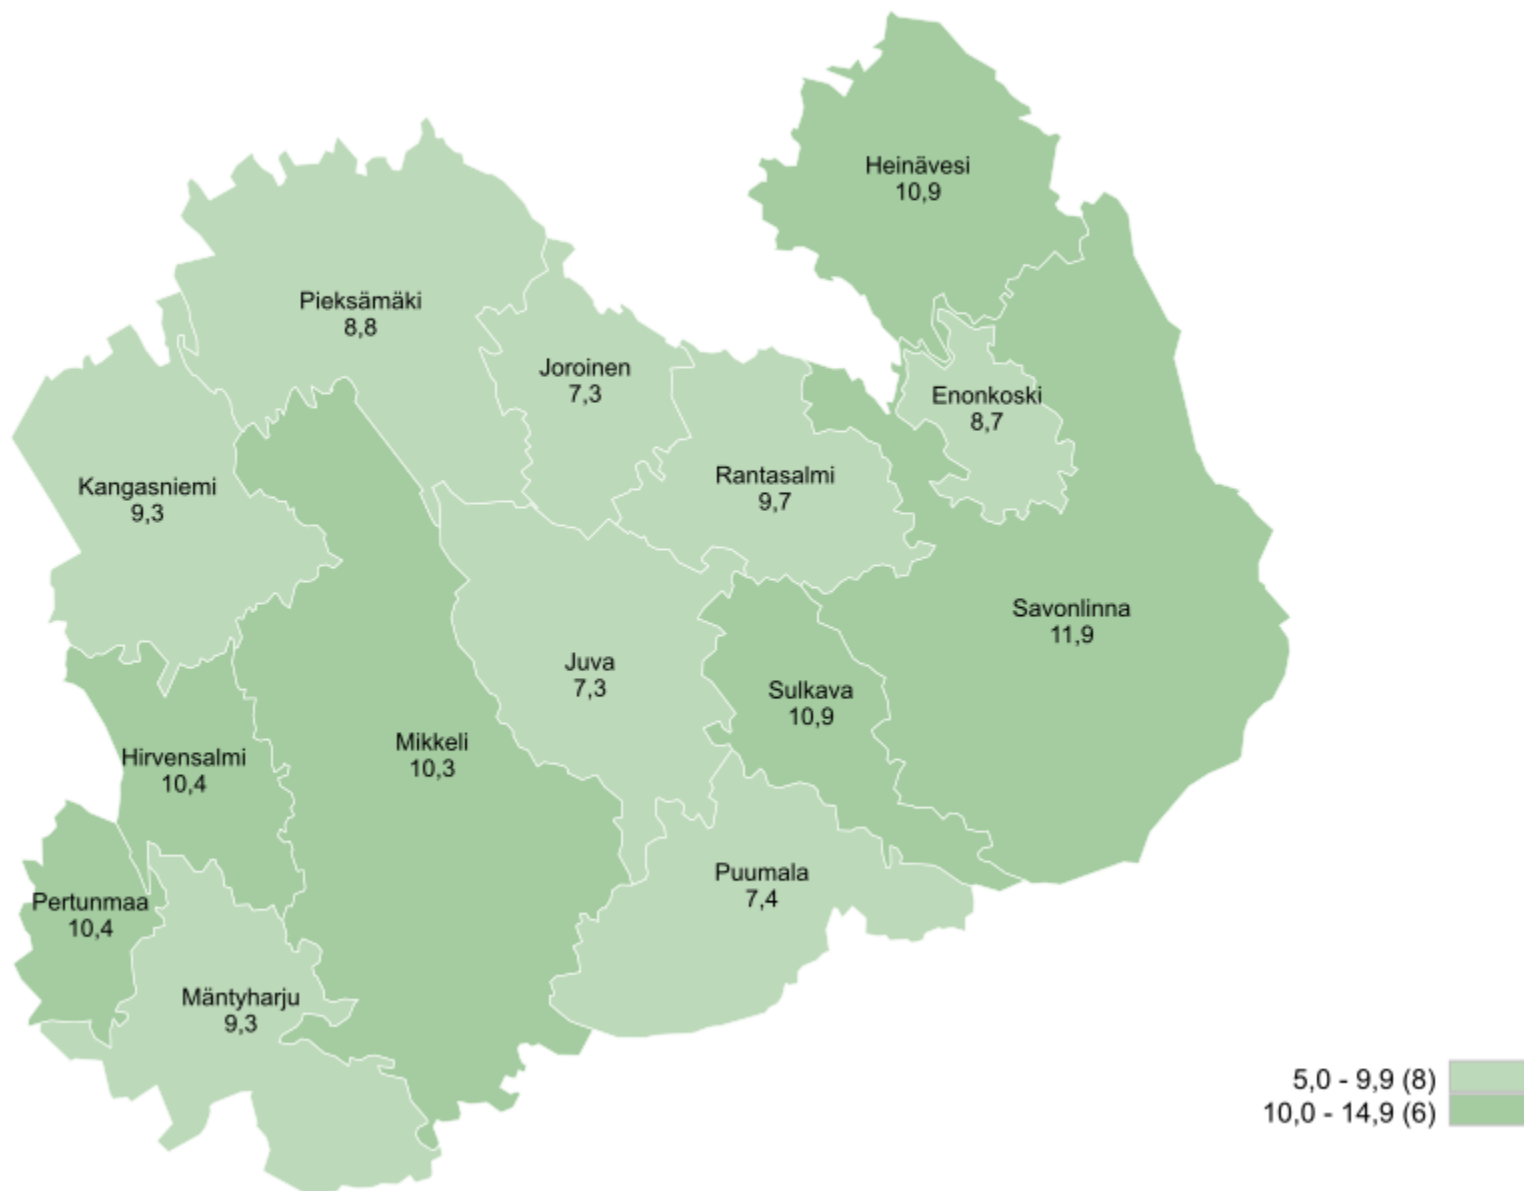 Heinävesi
10,9
Pieksämäki
8,8
Joroinen
7,3
Enonkoski
8,7
Rantasalmi
9,7
Kangasniemi
9,3
Savonlinna
11,9
Juva
7,3
Sulkava
10,9
Mikkeli
10,3
Hirvensalmi
10,4
Puumala
7,4
Pertunmaa
10,4
Mäntyharju
9,3
5,0 - 9,9 (8)
10,0 - 14,9 (6)